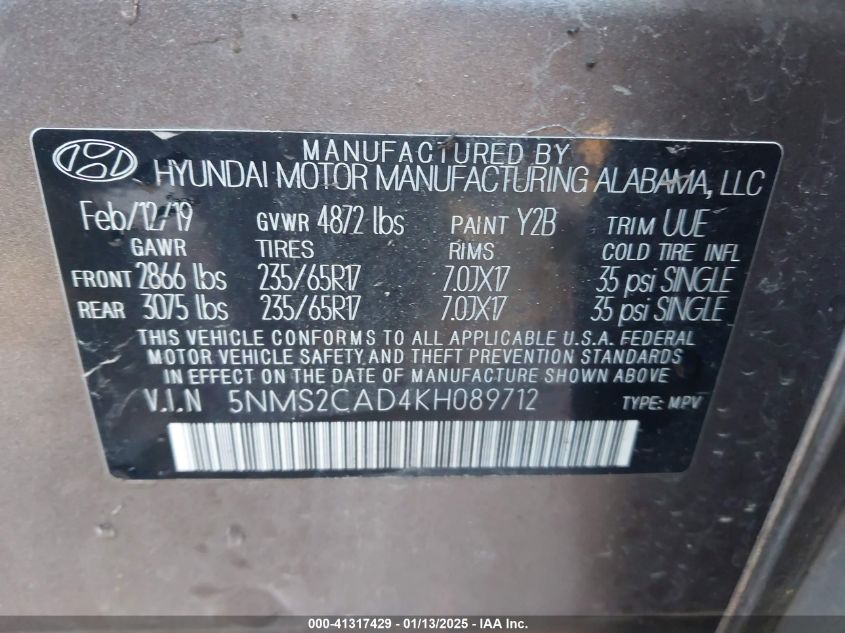 MANUFACTURED BY
HYUNDAI MOTOR MANUFACTURING ALABAMA, LLC
Feb/12/19 GVWR 4872 lbs PAINT Y2B TRIM UUE
GAWR TIRES RIMS COLD TIRE INFL
FRONT 2866 lbs 235/65R17 7.0JX17 35 psi SINGLE
REAR 3075 lbs 235/65R17 7.0JX17 35 psi SINGLE
THIS VEHICLE CONFORMS TO ALL APPLICABLE U.S.A. FEDERAL
MOTOR VEHICLE SAFETY, AND THEFT PREVENTION STANDARDS
IN EFFECT ON THE DATE OF MANUFACTURE SHOWN ABOVE
V.I.N 5NMS2CAD4KH089712 TYPE: MPV
000-41317429 - 01/13/2025 - IAA Inc.